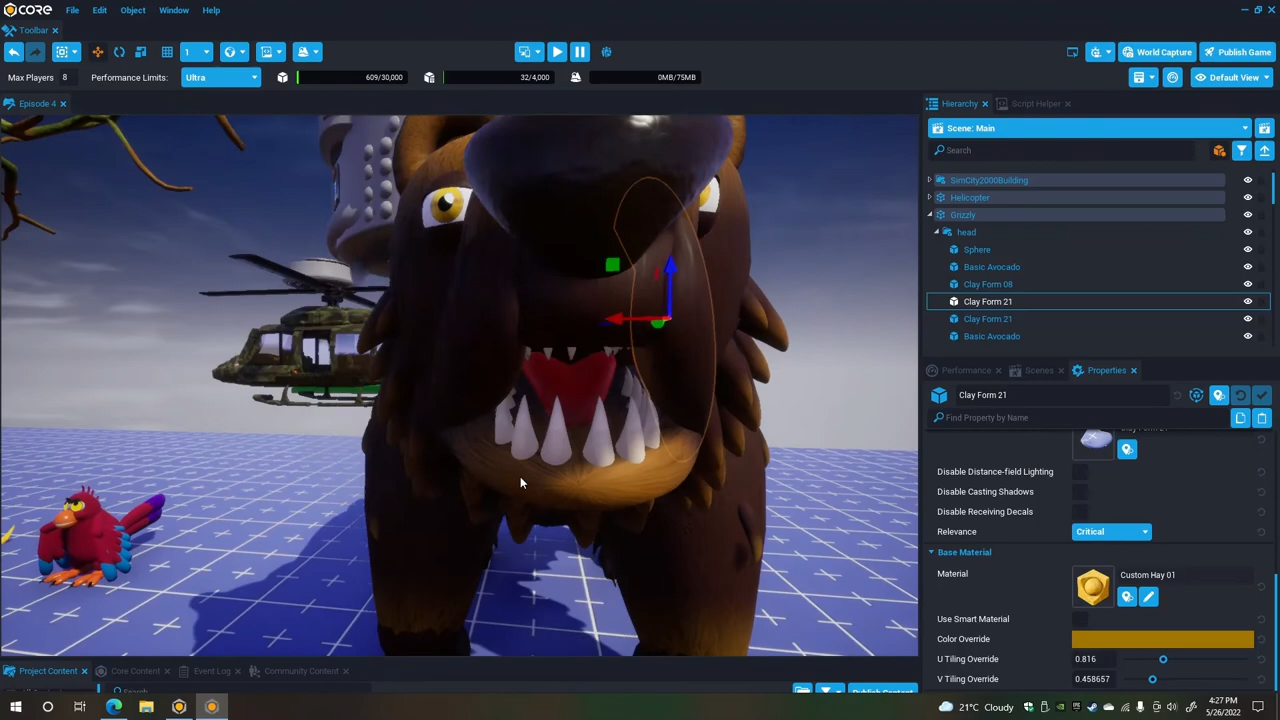 CORE File Edit Object Window Help
Toolbar
1 World Capture Publish Game
Max Players 8 Performance Limits: Ultra 609/30,000 32/4,000 0MB/75MB Default View
Episode 4 Hierarchy Script Helper
Scene: Main
Search
SimCity2000Building
Helicopter
Grizzly
head
Sphere
Basic Avocado
Clay Form 08
Clay Form 21
Clay Form 21
Basic Avocado
Performance Scenes Properties
Clay Form 21
Find Property by Name
Disable Distance-field Lighting
Disable Casting Shadows
Disable Receiving Decals
Relevance Critical
Base Material
Material Custom Hay 01
Use Smart Material
Color Override
U Tiling Override 0.816
V Tiling Override 0.458657
Project Content Core Content Event Log Community Content
Search Publish Content
21°C Cloudy 4:27 PM
5/26/2022